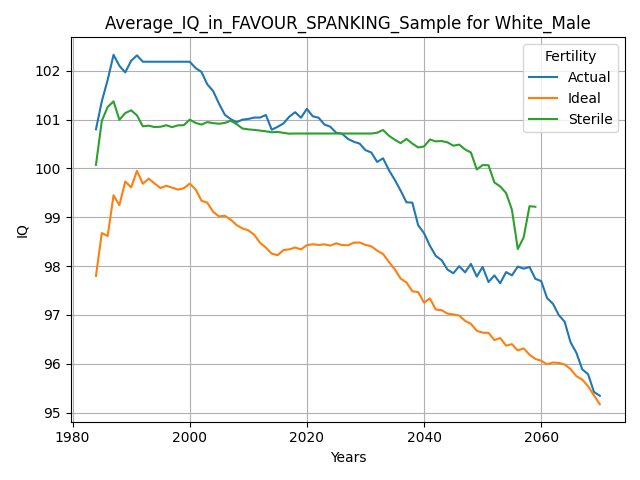 Average_IQ_in_FAVOUR_SPANKING_Sample for White_Male
Fertility
Actual
Ideal
Sterile
IQ
102
101
100
99
98
97
96
95
1980
2000
2020
2040
2060
Years